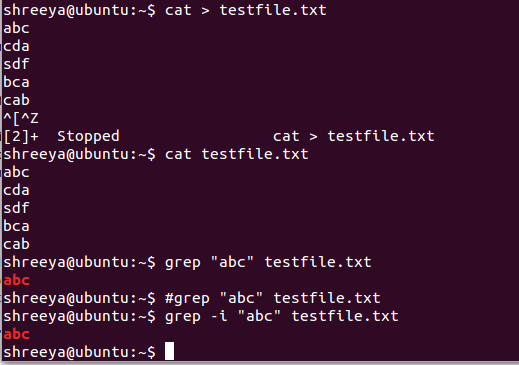 shreeya@ubuntu:~$ cat > testfile.txt
abc
cda
sdf
bca
cab
^[^Z
[2]+  Stopped                 cat > testfile.txt
shreeya@ubuntu:~$ cat testfile.txt
abc
cda
sdf
bca
cab
shreeya@ubuntu:~$ grep "abc" testfile.txt
abc
shreeya@ubuntu:~$ #grep "abc" testfile.txt
shreeya@ubuntu:~$ grep -i "abc" testfile.txt
abc
shreeya@ubuntu:~$